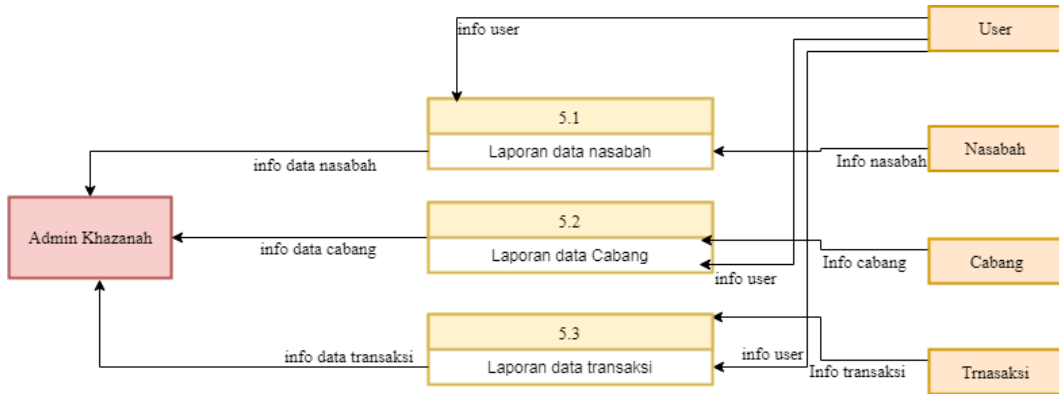 User
info user
5.1
Laporan data nasabah
info data nasabah
Info nasabah
Nasabah
Admin Khazanah
5.2
Laporan data Cabang
info data cabang
Info cabang
Cabang
info user
5.3
Laporan data transaksi
info data transaksi
info user
Info transaksi
Trnasaksi